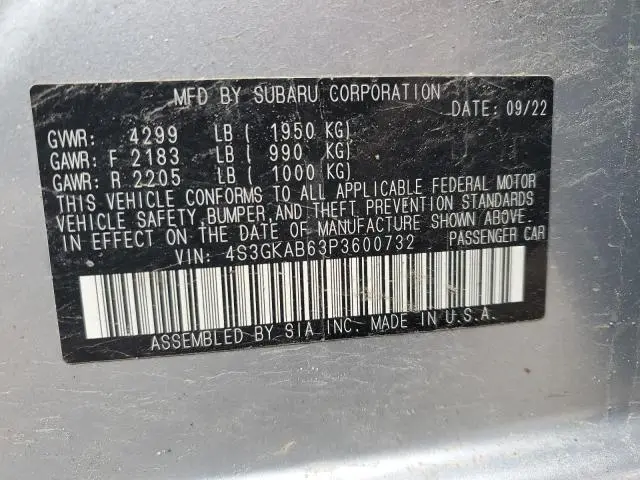 MFD BY SUBARU CORPORATION
DATE: 09/22
GVWR: 4299 LB ( 1950 KG)
GAWR: F 2183 LB ( 990 KG)
GAWR: R 2205 LB ( 1000 KG)
THIS VEHICLE CONFORMS TO ALL APPLICABLE FEDERAL MOTOR
VEHICLE SAFETY, BUMPER AND THEFT PREVENTION STANDARDS
IN EFFECT ON THE DATE OF MANUFACTURE SHOWN ABOVE.
VIN: 4S3GKAB63P3600732 PASSENGER CAR
ASSEMBLED BY SIA INC. MADE IN U.S.A.